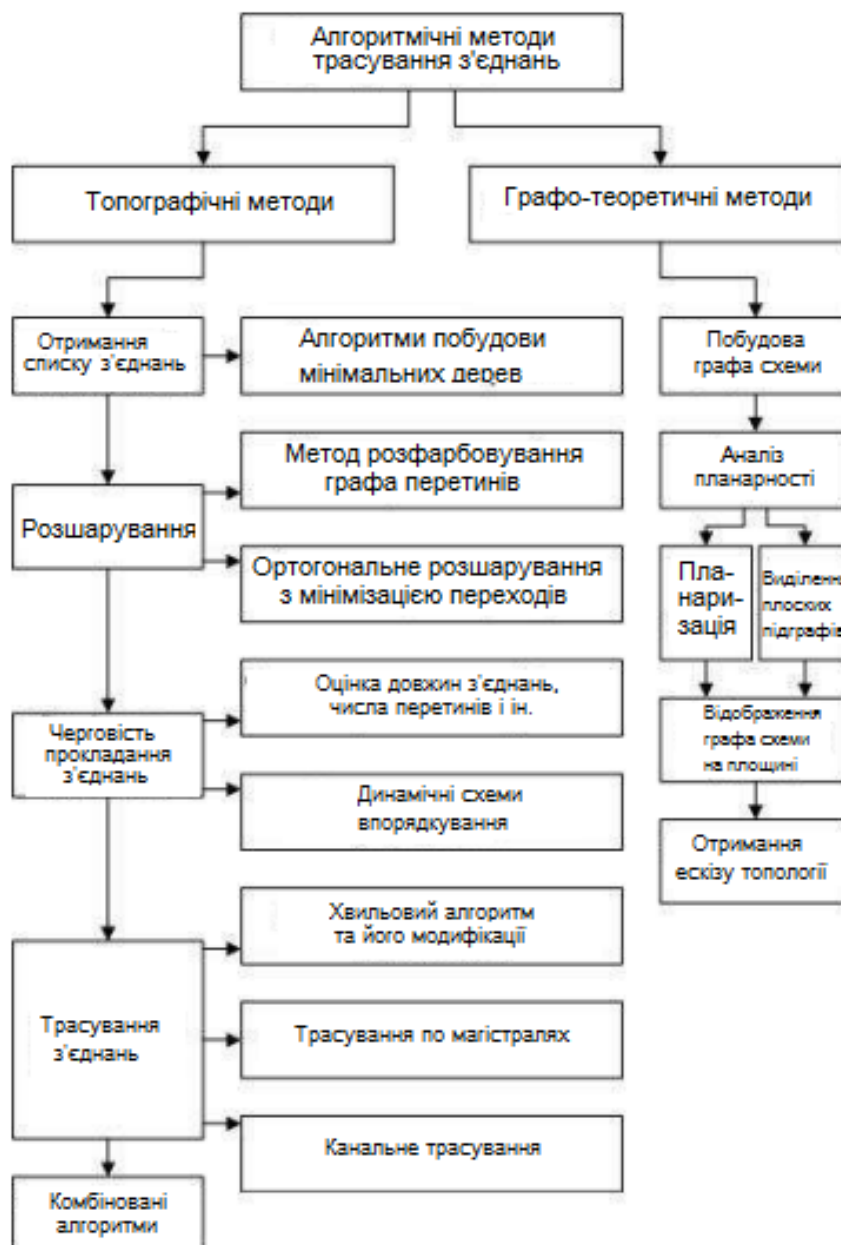 Алгоритмічні методи
трасування з'єднань
Топографічні методи
Графо-теоретичні методи
Отримання
списку з'єднань
Алгоритми побудови
мінімальних дерев
Побудова
графа схеми
Метод розфарбовування
графа перетинів
Аналіз
планарності
Розшарування
Ортогональне розшарування
з мінімізацією переходів
Пла-
нари-
зація
Виділенн
плоских
підграфів
Оцінка довжин з'єднань,
числа перетинів і ін.
Черговість
прокладання
з'єднань
Відображення
графа схеми
на площині
Динамічні схеми
впорядкування
Отримання
ескізу топології
Хвильовий алгоритм
та його модифікації
Трасування
з'єднань
Трасування по магістралях
Канальне трасування
Комбіновані
алгоритми